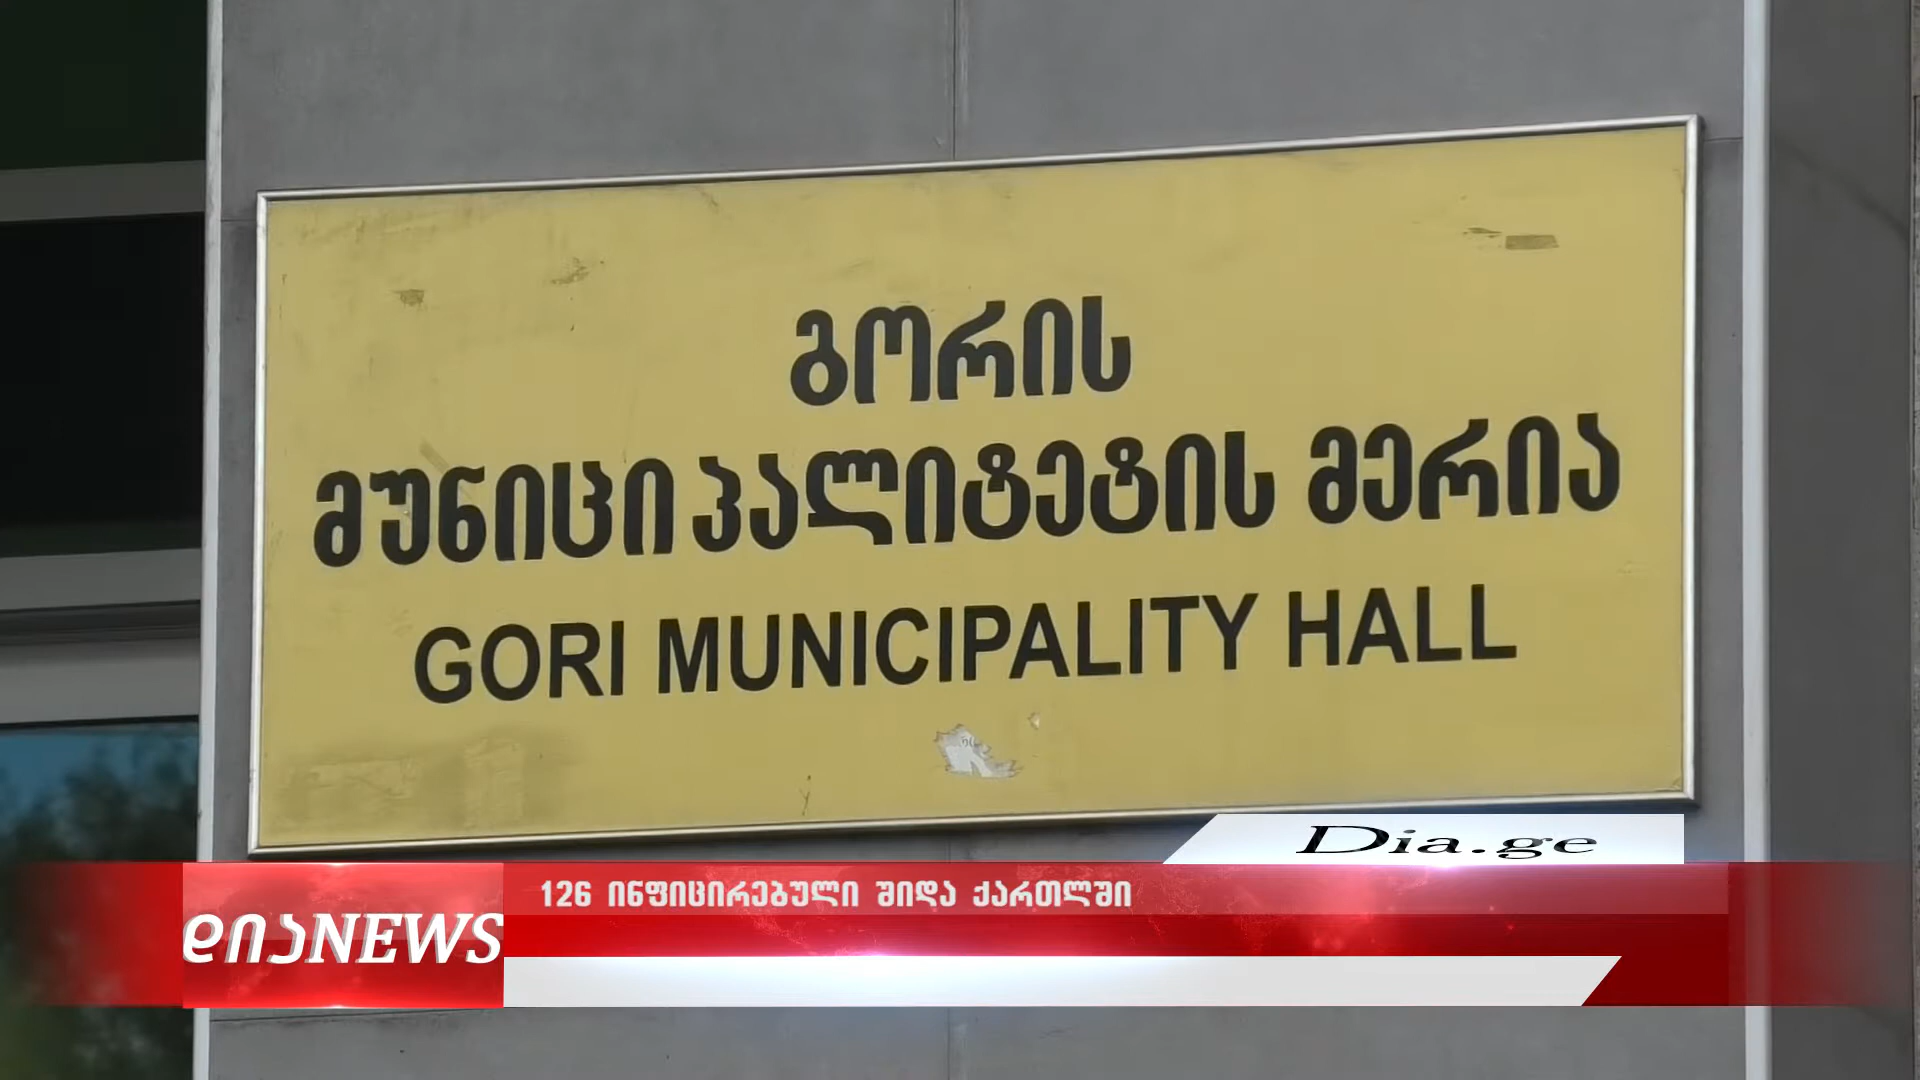 გორის
მუნიციპალიტეტის მერია
GORI MUNICIPALITY HALL
Dia.ge
126 ინფიცირებული შიდა ქართლში
დიაNEWS